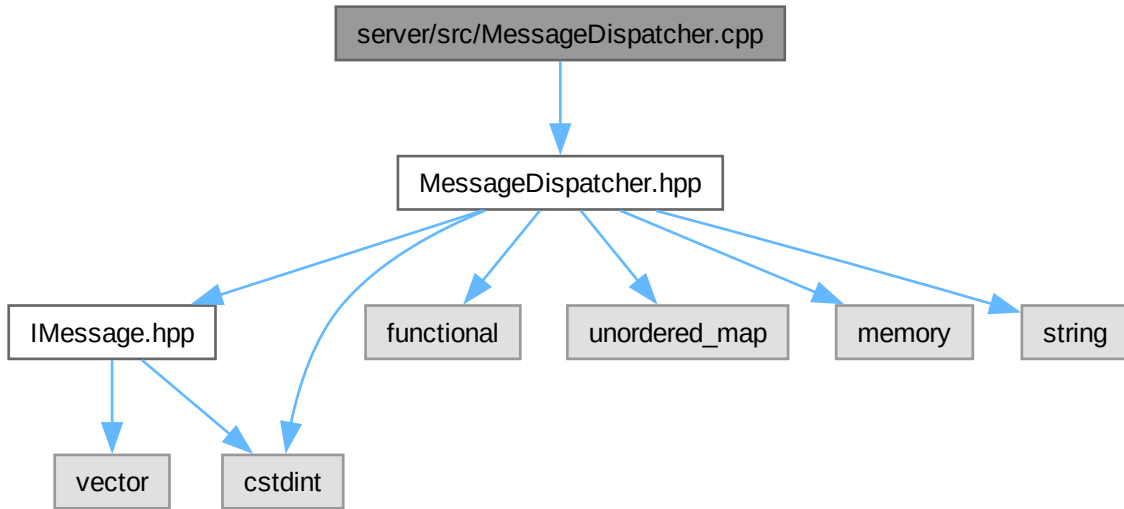 server/src/MessageDispatcher.cpp
MessageDispatcher.hpp
IMessage.hpp
functional
unordered_map
memory
string
vector
cstdint